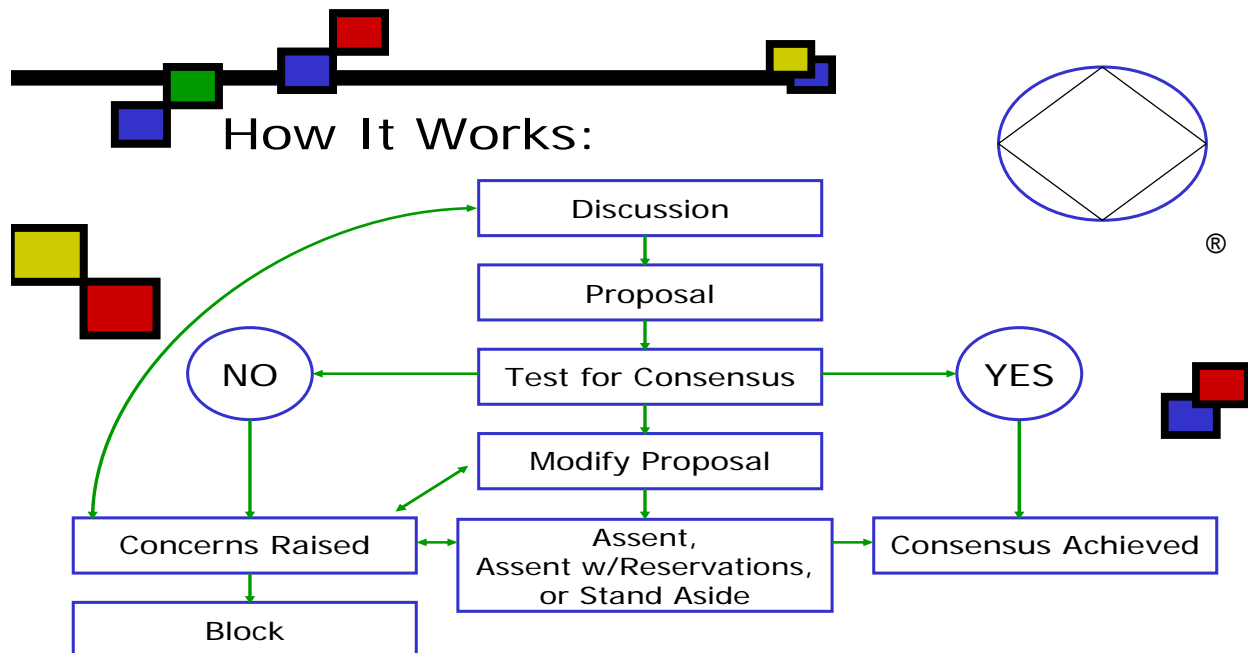 How It Works:
®
Discussion
Proposal
NO
Test for Consensus
YES
Modify Proposal
Concerns Raised
Assent,
Assent w/Reservations,
or Stand Aside
Consensus Achieved
Block